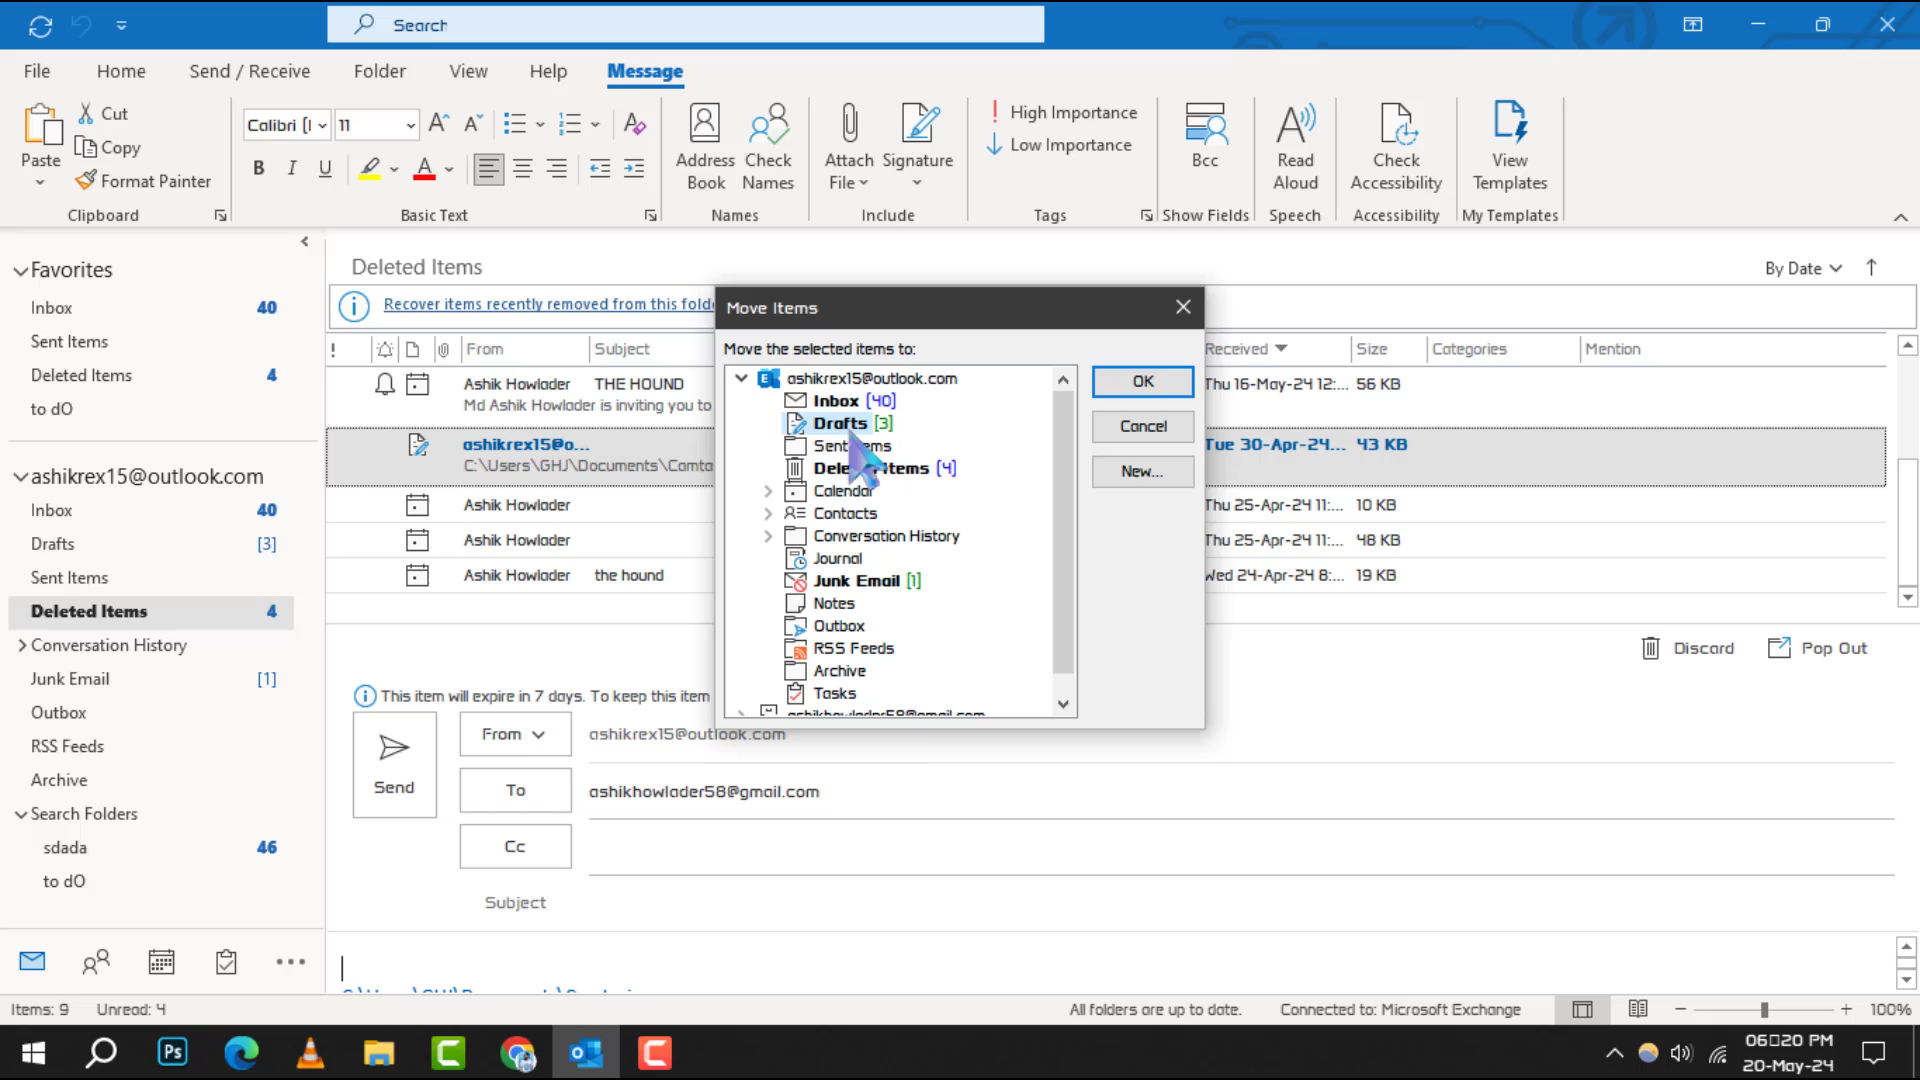 Search
File Home Send / Receive Folder View Help Message
Paste
Cut
Copy
Format Painter
Clipboard
Calibri ( 11
B I U
Basic Text
Address Book
Check Names
Names
Attach File
Signature
Include
High Importance
Low Importance
Tags
Bcc
Show Fields
Read Aloud
Speech
Check Accessibility
Accessibility
View Templates
My Templates
Favorites
Inbox 40
Sent Items
Deleted Items 4
to dO
ashikrex15@outlook.com
Inbox 40
Drafts [3]
Sent Items
Deleted Items 4
Conversation History
Junk Email [1]
Outbox
RSS Feeds
Archive
Search Folders
sdada 46
to dO
Deleted Items
By Date
Recover items recently removed from this folde
! From Subject Received Size Categories Mention
Ashik Howlader THE HOUND Thu 16-May-24 12:... 56 KB
Md Ashik Howlader is inviting you to
ashikrex15@o... Tue 30-Apr-24... 43 KB
C:\Users\GHJ\Documents\Camta
Ashik Howlader Thu 25-Apr-24 11:... 10 KB
Ashik Howlader Thu 25-Apr-24 11:... 48 KB
Ashik Howlader the hound Wed 24-Apr-24 8:... 19 KB
Move Items
Move the selected items to:
ashikrex15@outlook.com
Inbox [40]
Drafts [3]
Sent Items
Deleted Items [4]
Calendar
Contacts
Conversation History
Journal
Junk Email [1]
Notes
Outbox
RSS Feeds
Archive
Tasks
ashikhowlader58@gmail.com
OK
Cancel
New...
Discard Pop Out
This item will expire in 7 days. To keep this item
Send
From ashikrex15@outlook.com
To ashikhowlader58@gmail.com
Cc
Subject
Items: 9 Unread: 4 All folders are up to date. Connected to: Microsoft Exchange 100%
Ps
06:20 PM
20-May-24